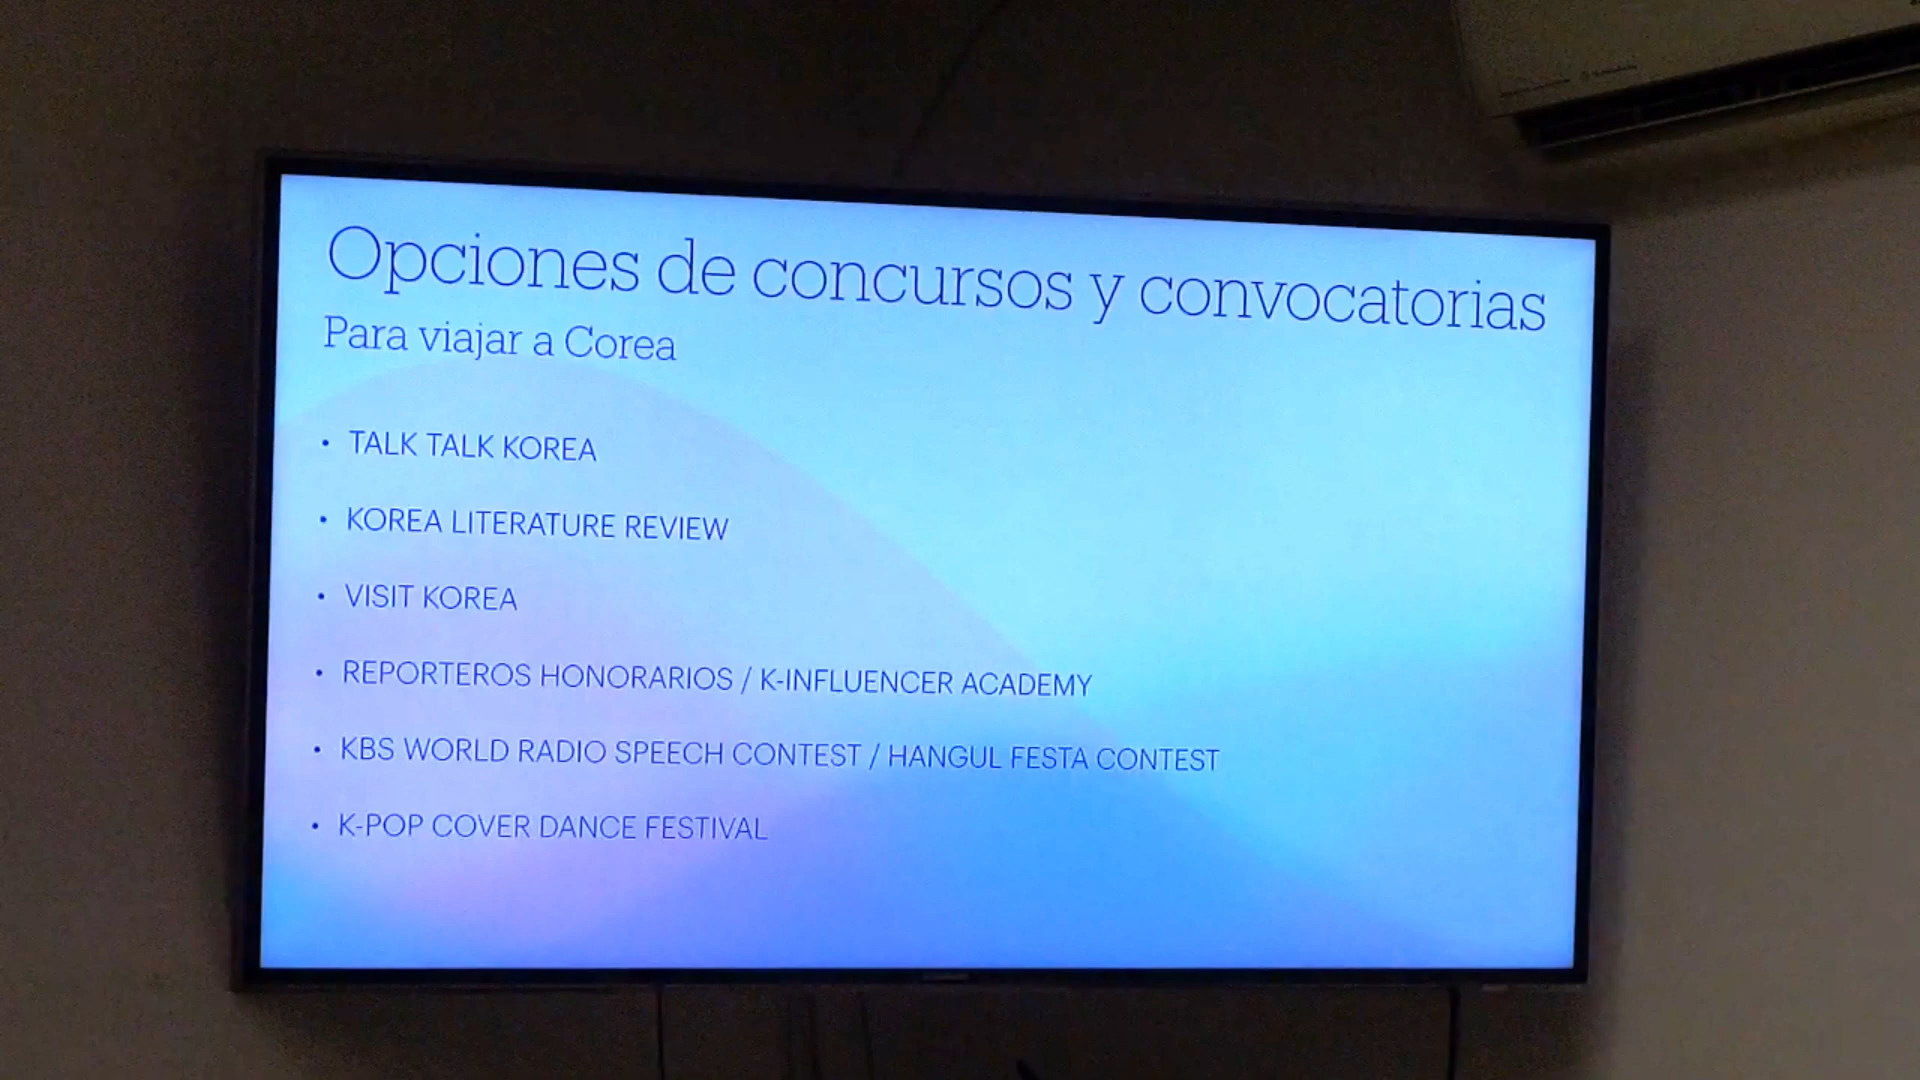 Opciones de concursos y convocatorias
Para viajar a Corea
• TALK TALK KOREA
• KOREA LITERATURE REVIEW
• VISIT KOREA
• REPORTEROS HONORARIOS / K-INFLUENCER ACADEMY
• KBS WORLD RADIO SPEECH CONTEST / HANGUL FESTA CONTEST
• K-POP COVER DANCE FESTIVAL